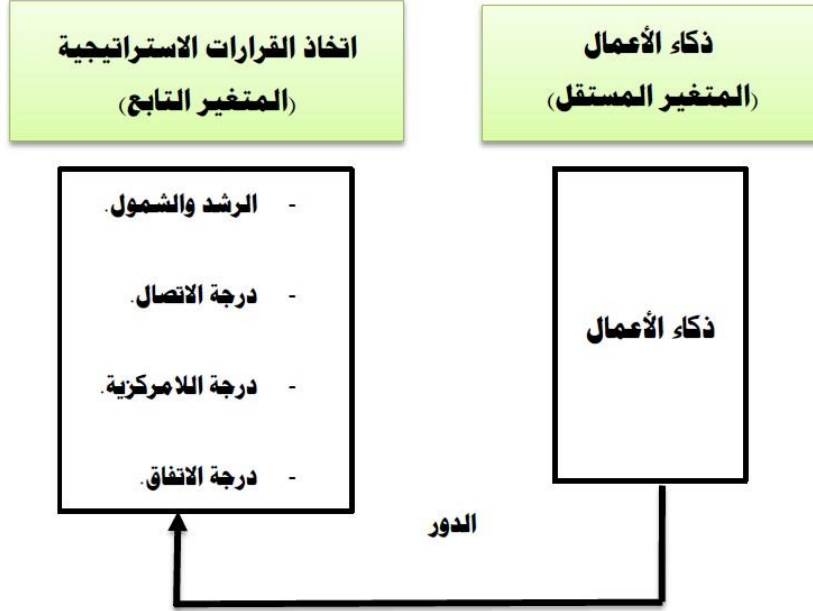 ذكاء الأعمال
(المتغير المستقل)
اتخاذ القرارات الاستراتيجية
(المتغير التابع)
ذكاء الأعمال
- الرشد والشمول.
- درجة الاتصال.
- درجة اللامركزية.
- درجة الاتفاق.
الدور